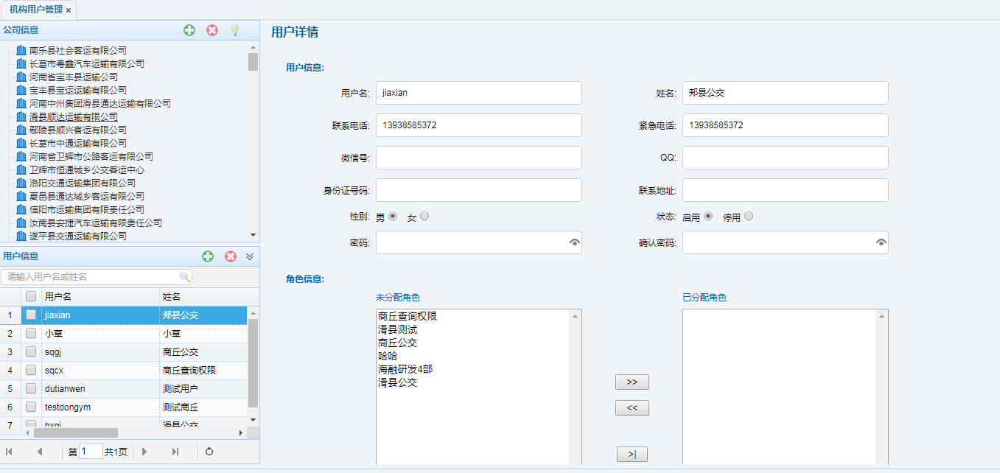 机构用户管理 ×
公司信息
南乐县社会客运有限公司
长葛市粤鑫汽车运输有限公司
河南省宝丰县运输公司
宝丰县宝运运输有限公司
河南中州集团滑县通达运输有限公司
滑县顺达运输有限公司
鄢陵县顺兴客运有限公司
长葛市中通运输有限公司
河南省卫辉市公路客运有限公司
卫辉市恒通城乡公交客运中心
洛阳交通运输集团有限公司
夏邑县通达城乡客运有限公司
信阳市运输集团有限责任公司
汝南县安捷汽车运输有限责任公司
遂平县交通运输有限公司
用户信息
请输入用户名或姓名
用户名 姓名
1 jiaxian 郏县公交
2 小草 小草
3 sqgj 商丘公交
4 sqcx 商丘查询权限
5 dutianwen 测试用户
6 testdongym 测试商丘
7 hxgj 滑县公交
第 1 共1页
用户详情
用户信息:
用户名: jiaxian 姓名: 郏县公交
联系电话: 13938585372 紧急电话: 13938585372
微信号: QQ:
身份证号码: 联系地址:
性别: 男 女 状态: 启用 停用
密码: 确认密码:
角色信息:
未分配角色 已分配角色
商丘查询权限
滑县测试
商丘公交
哈哈
海融研发4部
滑县公交
>>
<<
>|